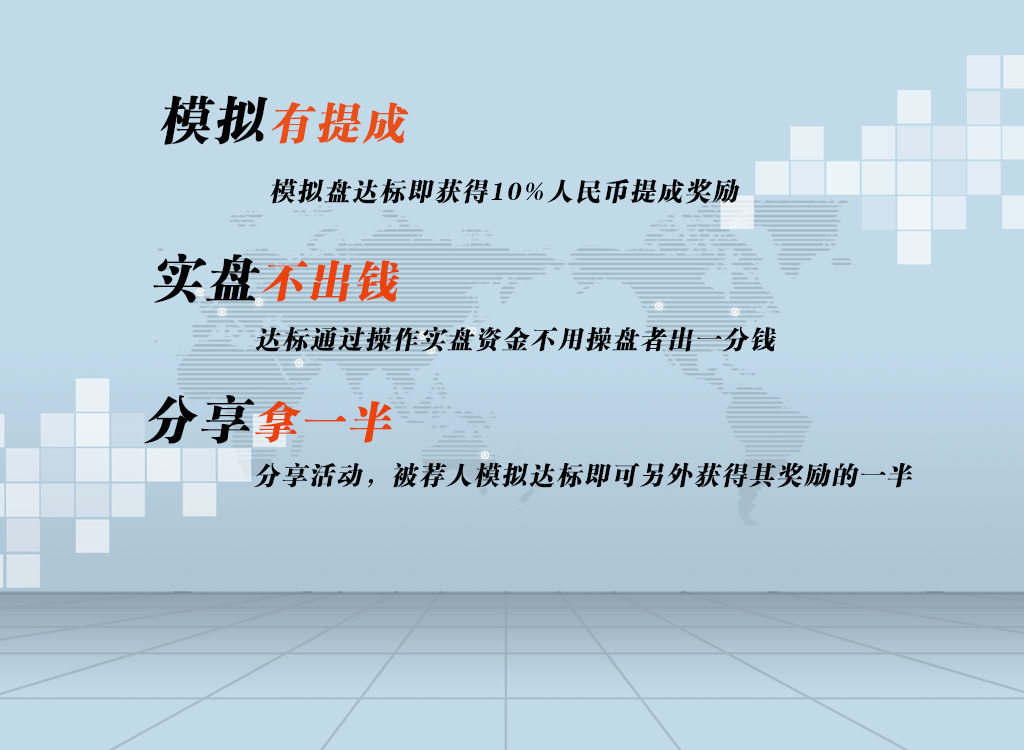 模拟有提成
模拟盘达标即获得10%人民币提成奖励
实盘不出钱
达标通过操作实盘资金不用操盘者出一分钱
分享拿一半
分享活动，被荐人模拟达标即可另外获得其奖励的一半